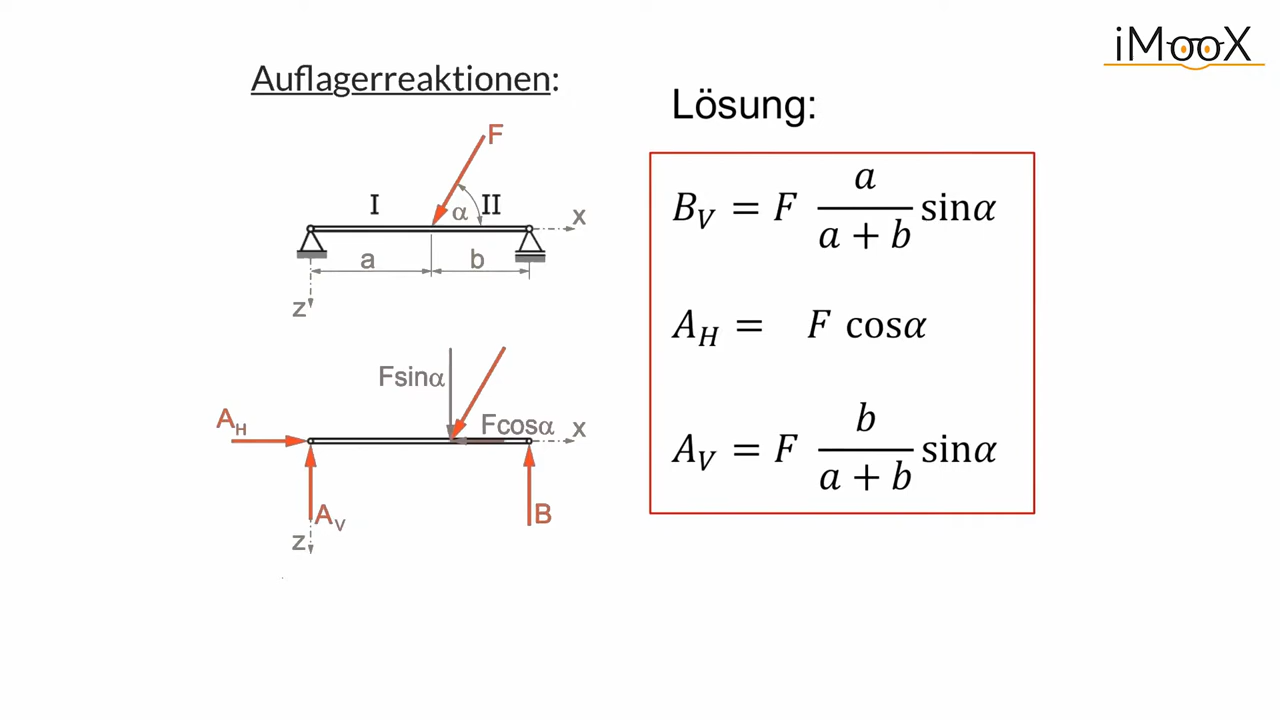 iMooX
Auflagerreaktionen:
F
I
II
α
x
a
b
z
Fsinα
A_H
Fcosα
x
A_V
B
z
Lösung:
B_V = F a/(a + b) sinα
A_H = F cosα
A_V = F b/(a + b) sinα